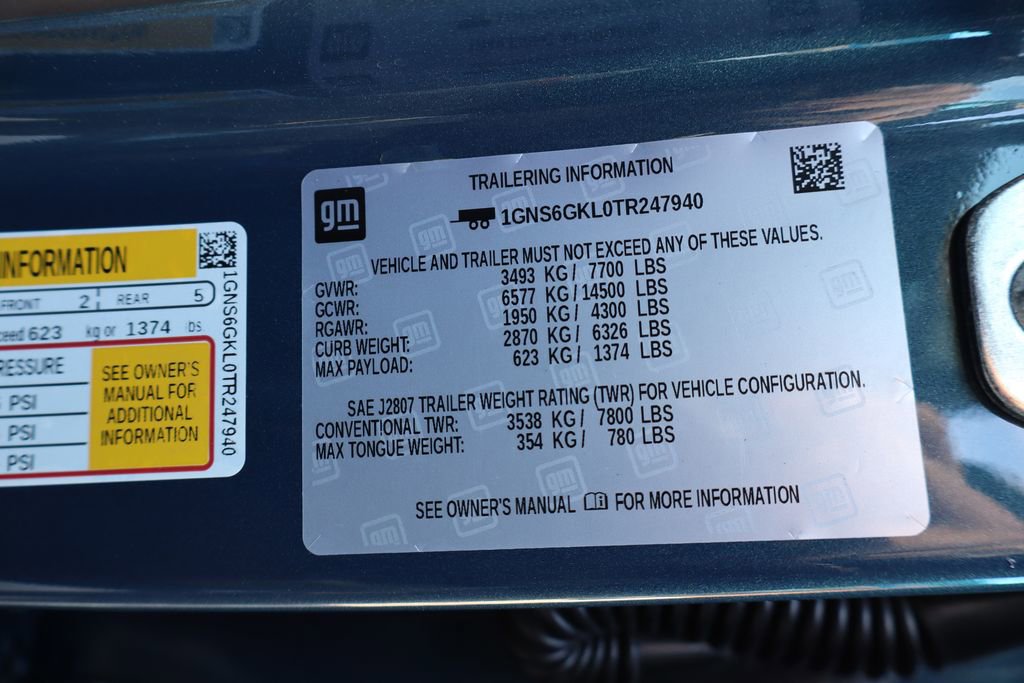 INFORMATION
FRONT 2 REAR 5
623 kg or 1374
PRESSURE
PSI
PSI
PSI
SEE OWNER'S
MANUAL FOR
ADDITIONAL
INFORMATION
1GNS6GKL0TR247940
gm
TRAILERING INFORMATION
1GNS6GKL0TR247940
VEHICLE AND TRAILER MUST NOT EXCEED ANY OF THESE VALUES.
GVWR: 3493 KG/ 7700 LBS
GCWR: 6577 KG/14500 LBS
RGAWR: 1950 KG/ 4300 LBS
CURB WEIGHT: 2870 KG/ 6326 LBS
MAX PAYLOAD: 623 KG/ 1374 LBS
SAE J2807 TRAILER WEIGHT RATING (TWR) FOR VEHICLE CONFIGURATION.
CONVENTIONAL TWR: 3538 KG/ 7800 LBS
MAX TONGUE WEIGHT: 354 KG/ 780 LBS
SEE OWNER'S MANUAL FOR MORE INFORMATION